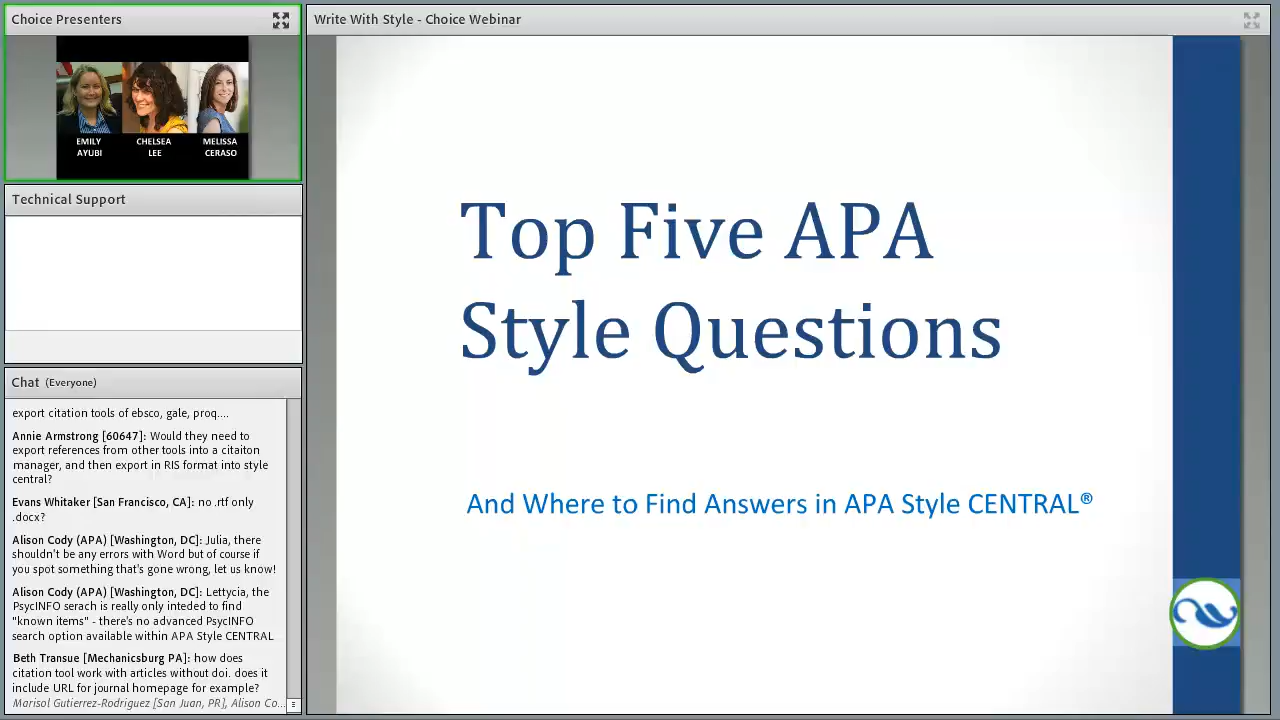 Choice Presenters
EMILY AYUBI
CHELSEA LEE
MELISSA CERASO
Technical Support
Chat (Everyone)
export citation tools of ebsco, gale, proq....
Annie Armstrong [60647]: Would they need to
export references from other tools into a citaiton
manager, and then export in RIS format into style
central?
Evans Whitaker [San Francisco, CA]: no .rtf only
.docx?
Alison Cody (APA) [Washington, DC]: Julia, there
shouldn't be any errors with Word but of course if
you spot something that's gone wrong, let us know!
Alison Cody (APA) [Washington, DC]: Lettycia, the
PsycINFO serach is really only inteded to find
"known items" - there's no advanced PsycINFO
search option available within APA Style CENTRAL
Beth Transue [Mechanicsburg PA]: how does
citation tool work with articles without doi. does it
include URL for journal homepage for example?
Marisol Gutierrez-Rodriguez [San Juan, PR], Alison Co...
Write With Style - Choice Webinar
Top Five APA
Style Questions
And Where to Find Answers in APA Style CENTRAL®